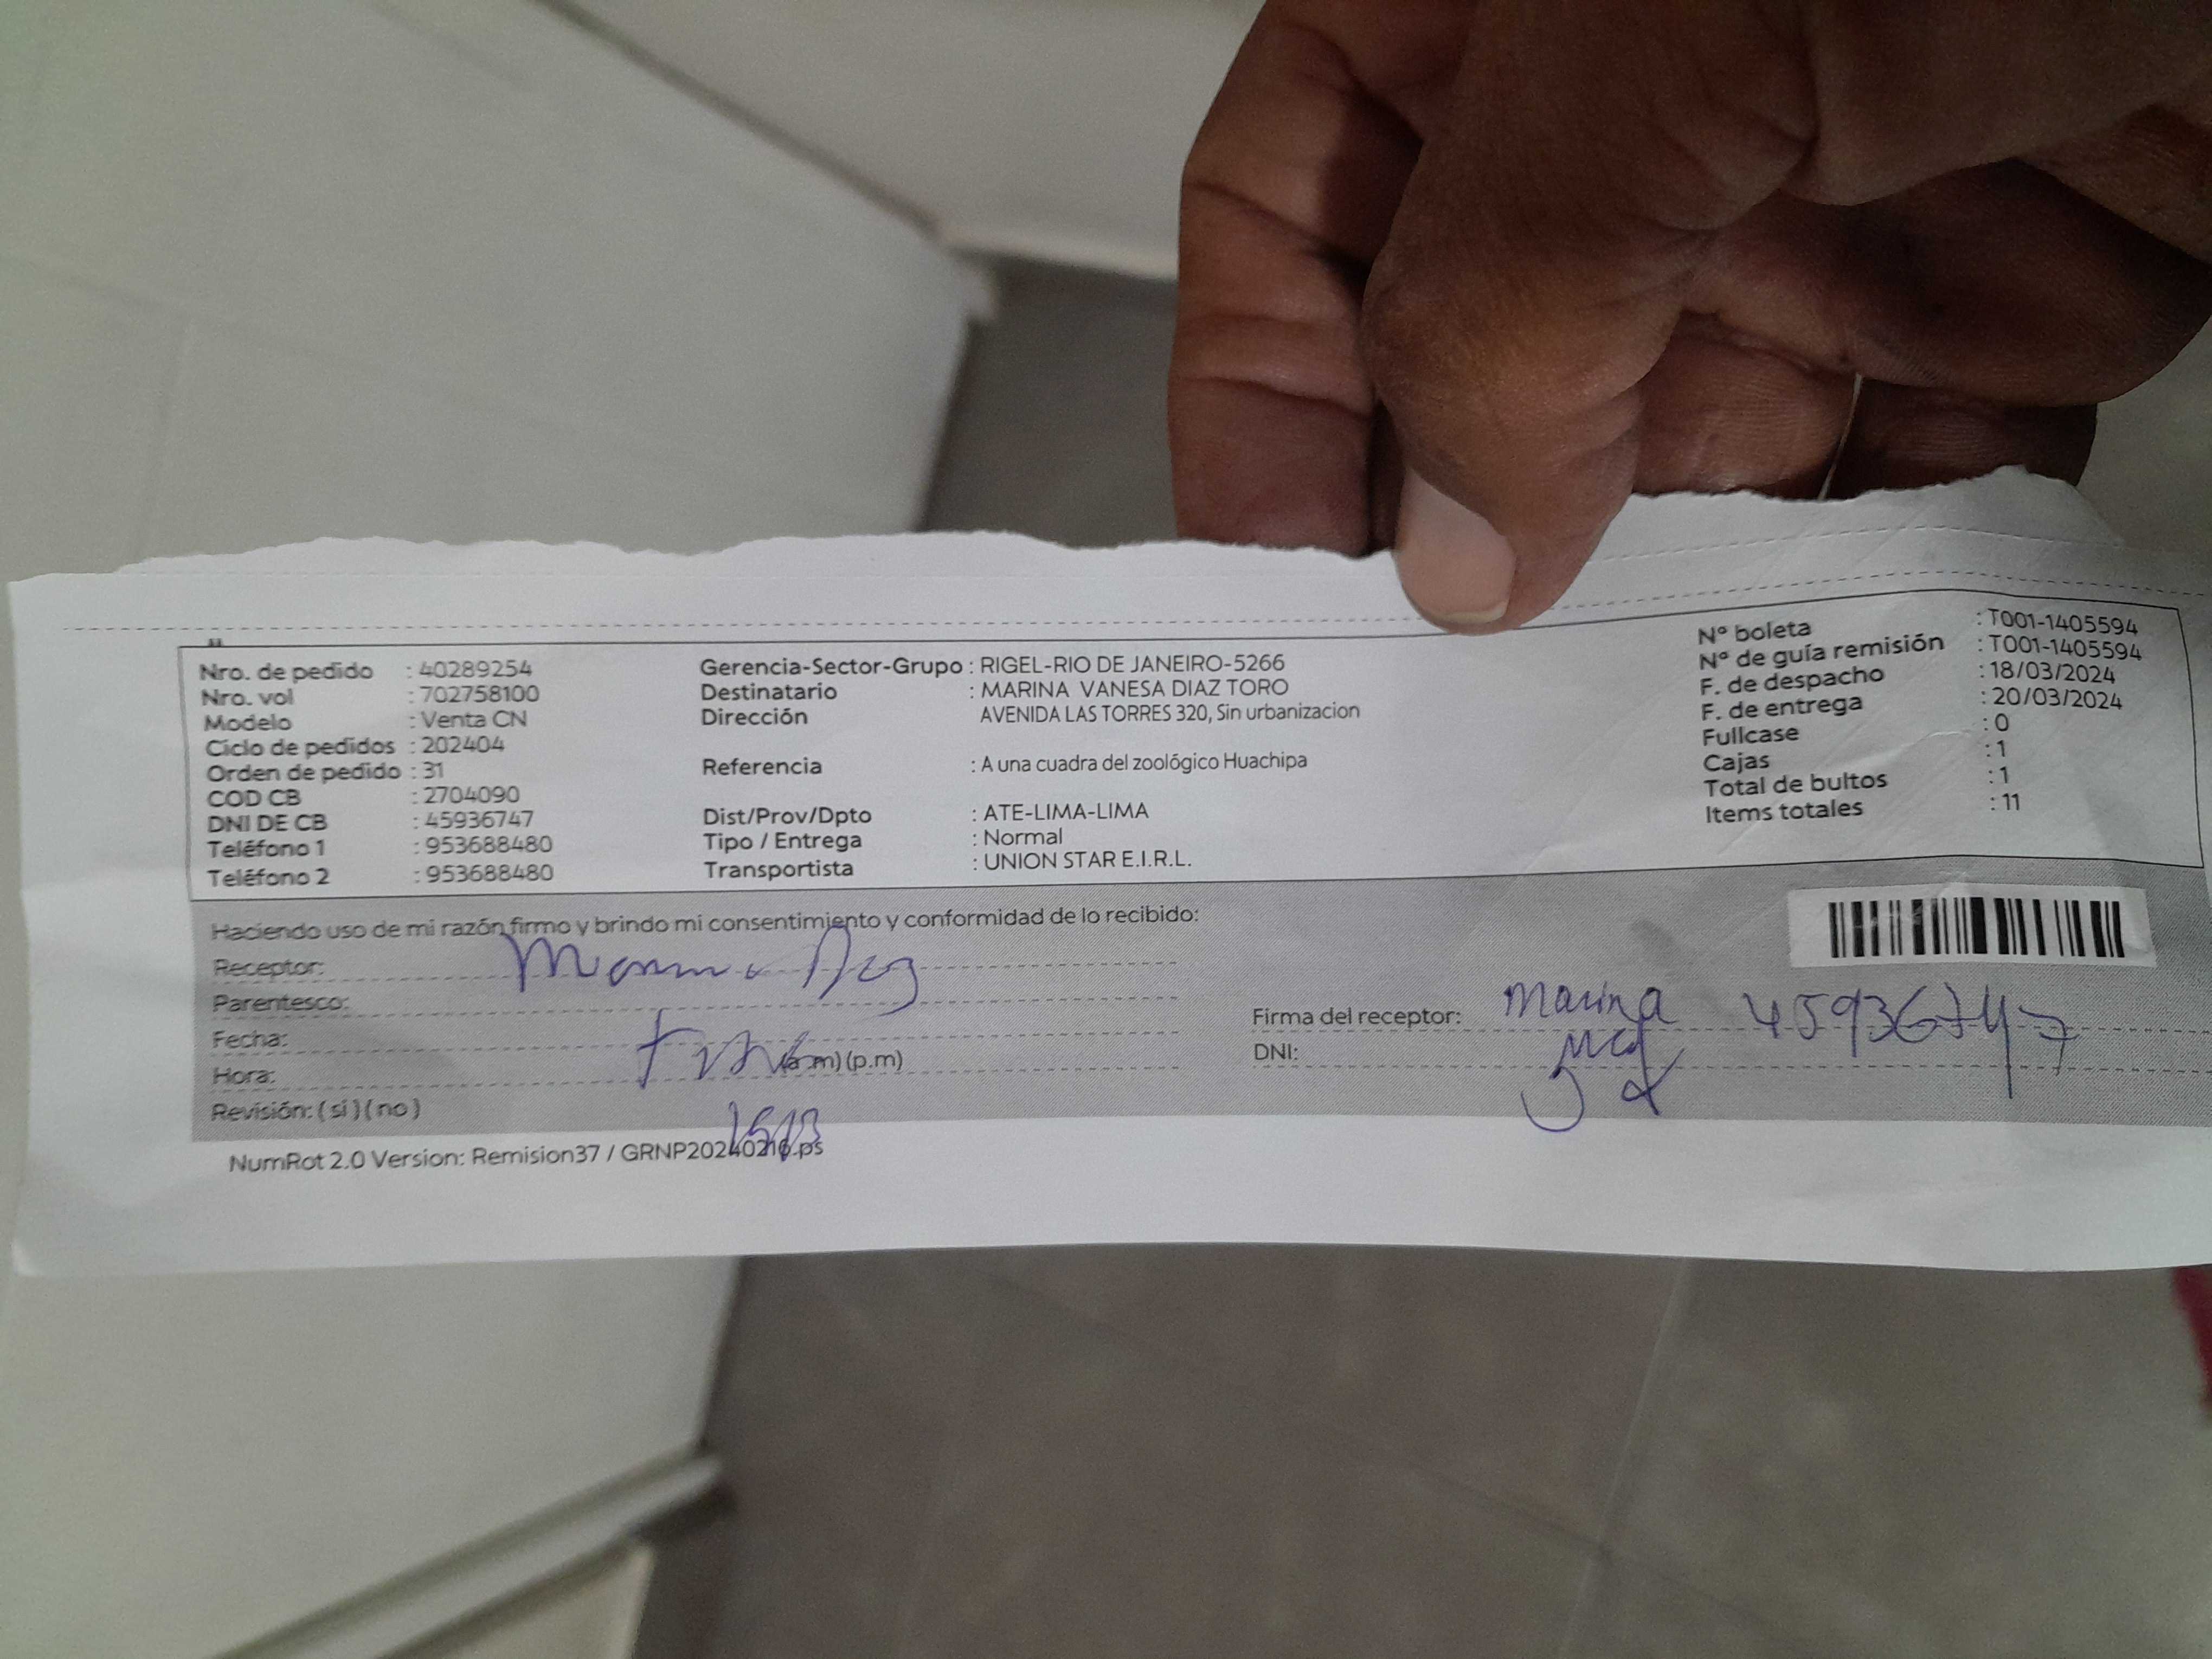 Nro. de pedido : 40289254
Nro. vol : 702758100
Modelo : Venta CN
Ciclo de pedidos : 202404
Orden de pedido : 31
COD CB : 2704090
DNI DE CB : 45936747
Teléfono 1 : 953688480
Teléfono 2 : 953688480
Gerencia-Sector-Grupo : RIGEL-RIO DE JANEIRO-5266
Destinatario : MARINA VANESA DIAZ TORO
Dirección AVENIDA LAS TORRES 320, Sin urbanizacion
Referencia : A una cuadra del zoológico Huachipa
Dist/Prov/Dpto : ATE-LIMA-LIMA
Tipo / Entrega : Normal
Transportista : UNION STAR E.I.R.L.
Nº boleta : T001-1405594
Nº de guía remisión : T001-1405594
F. de despacho : 18/03/2024
F. de entrega : 20/03/2024
Fullcase : 0
Cajas : 1
Total de bultos : 1
Items totales : 11
Haciendo uso de mi razón firmo y brindo mi consentimiento y conformidad de lo recibido:
Receptor:
Parentesco:
Fecha:
Hora: (a.m) (p.m)
Revisión: ( si ) ( no )
Firma del receptor: Marina 45936747
DNI:
NumRot 2.0 Version: Remision37 / GRNP20240216.ps